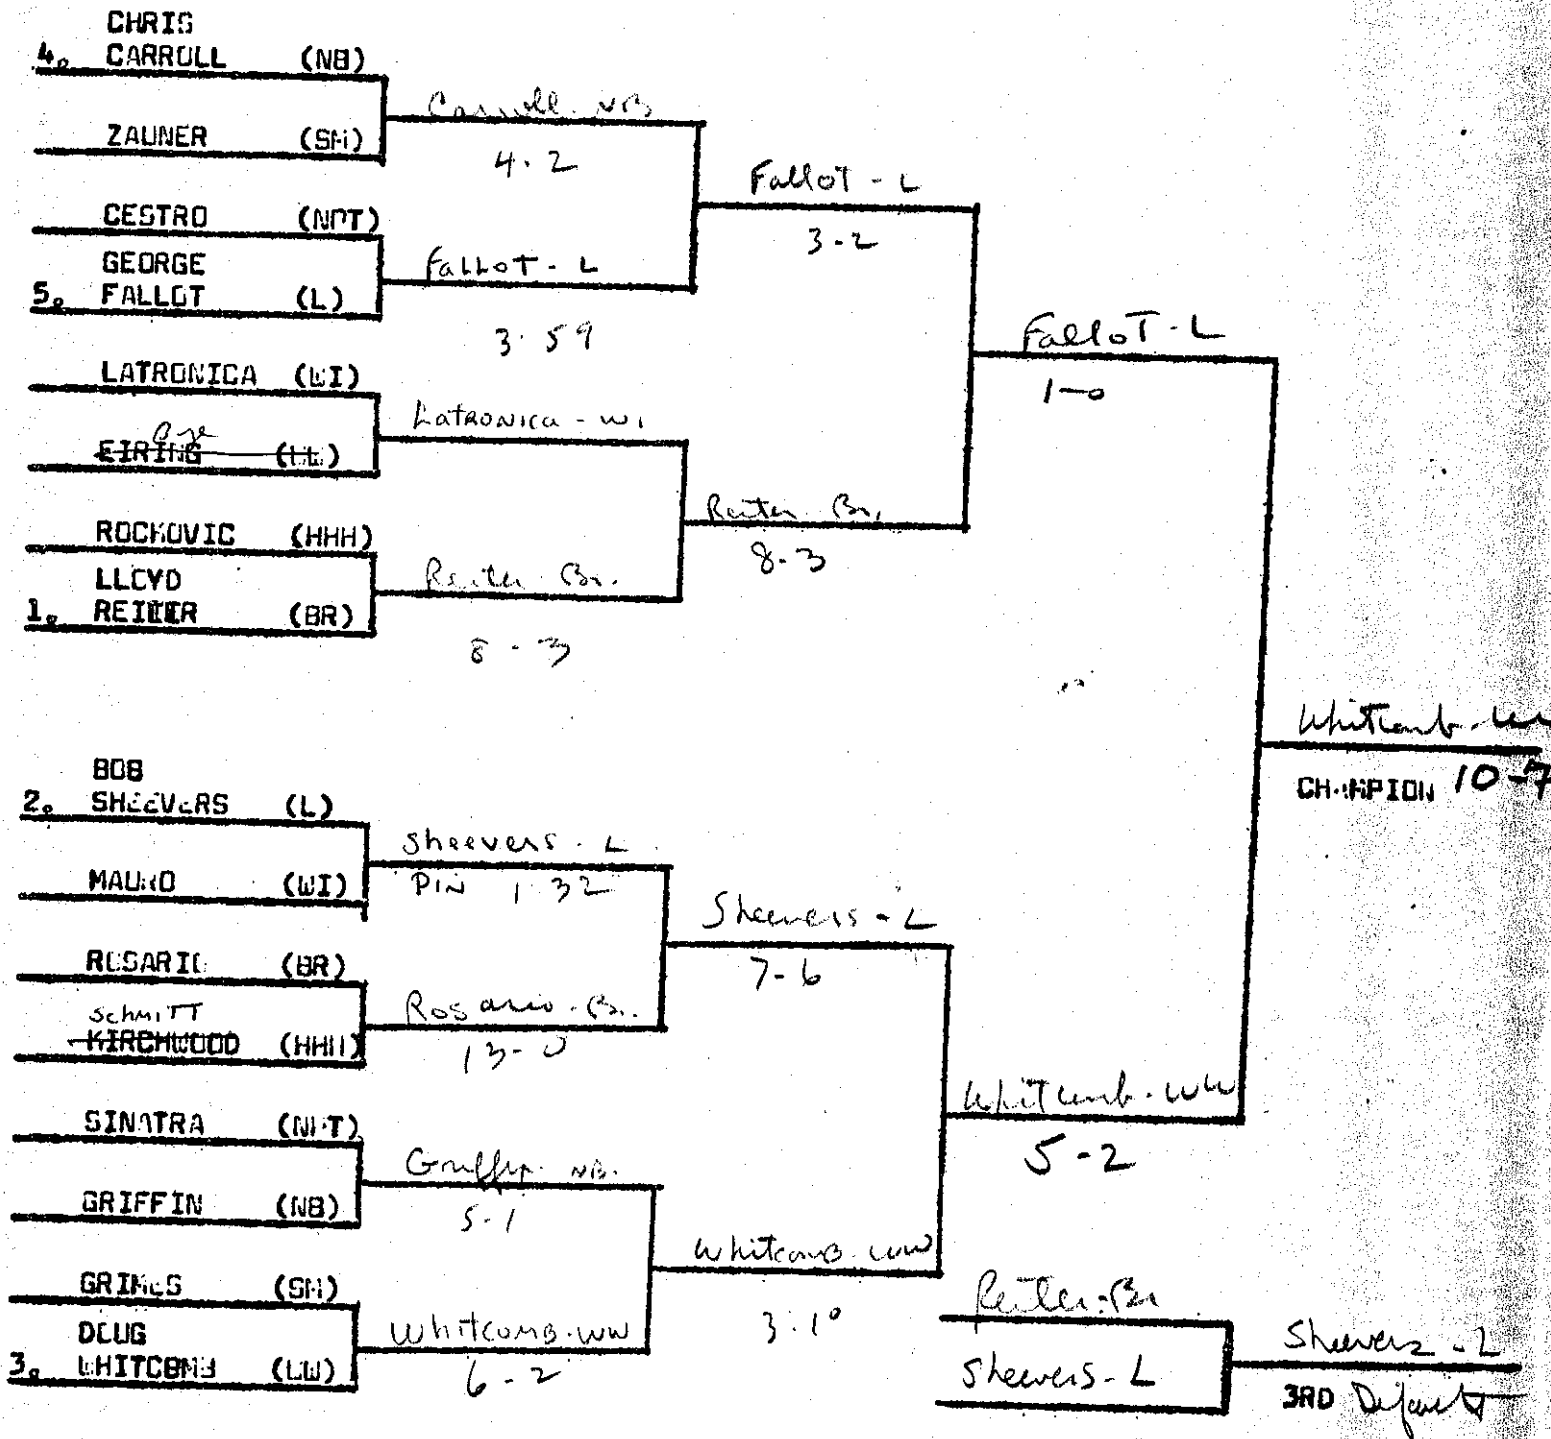 CHRIS
4. CARROLL (NB)
Carroll. NB
ZAUNER (SM)
4. 2
Fallot - L
CESTRO (NPT)
3-2
GEORGE
Fallot - L
5. FALLOT (L)
3. 59
Fallot - L
LATRONICA (WI)
1-0
Latronica - WI
Bye
EIRING
Reiter Br.
ROCKOVIC (HHH)
8-3
LLOYD
Reiter Br.
1. REITER (BR)
8 - 3
Whitcomb.
BOB
CHAMPION 10-7
2. SHEEVERS (L)
Sheevers. L
MAURO (WI)
PIN 1.32
Sheevers - L
ROSARIO (BR)
7-6
Schmitt
Rosario. Br.
KIRCHWOOD (HHH)
13-0
Whitcomb. WW
SINATRA (NPT)
5-2
Griffin. NB.
GRIFFIN (NB)
5-1
Whitcomb. WW
GRIMES (SM)
Reiter-Br
DOUG
Whitcomb. WW
3.10
Sheevers - L
3. WHITCOMB (WW)
6-2
Sheevers - L
3RD Default